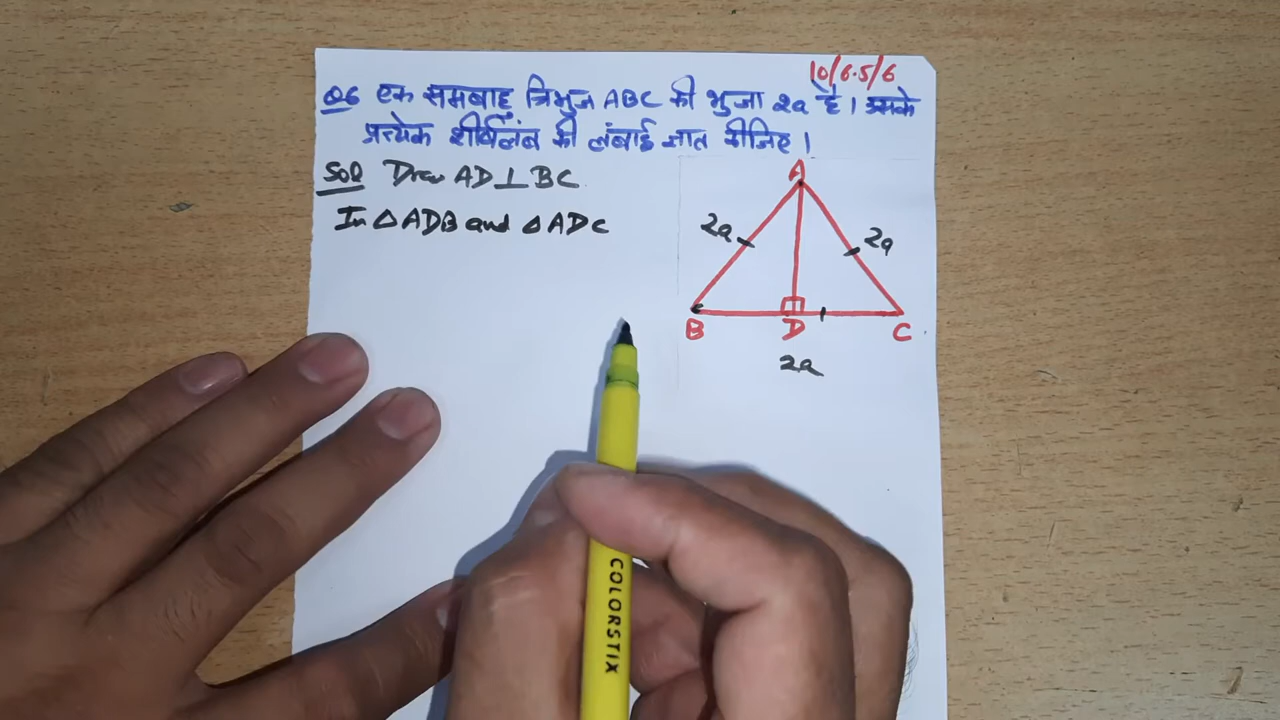 10/6.5/6
Q6 एक समबाहु त्रिभुज ABC की भुजा 2a है। उसके
प्रत्येक शीर्षलंब की लंबाई ज्ञात कीजिए।
Sol Draw AD⊥BC
In △ADB and △ADC
A
2a
2a
B
D
C
2a
COLORSTIX